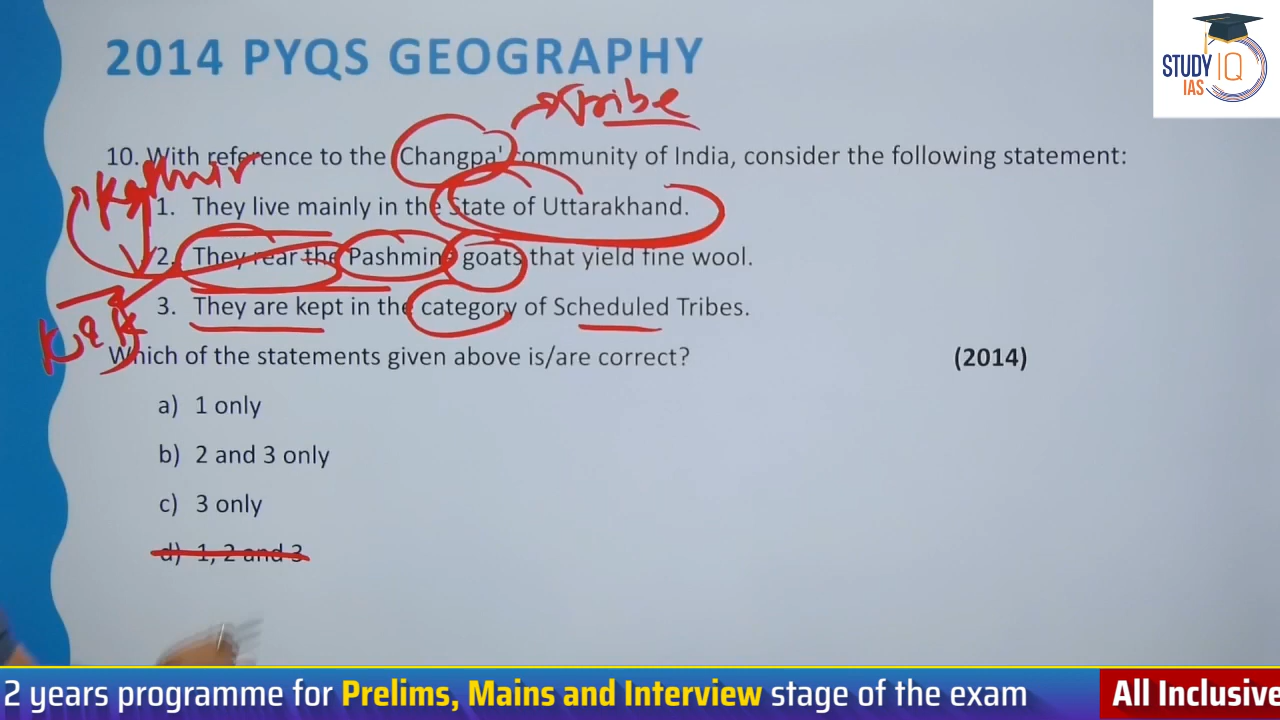 2014 PYQS GEOGRAPHY
STUDY IQ
IAS
tribe
10. With reference to the 'Changpa' community of India, consider the following statement:
Kashmir
1. They live mainly in the State of Uttarakhand.
2. They rear the Pashmina goats that yield fine wool.
3. They are kept in the category of Scheduled Tribes.
Which of the statements given above is/are correct? (2014)
a) 1 only
b) 2 and 3 only
c) 3 only
d) 1, 2 and 3
2 years programme for Prelims, Mains and Interview stage of the exam
All Inclusive